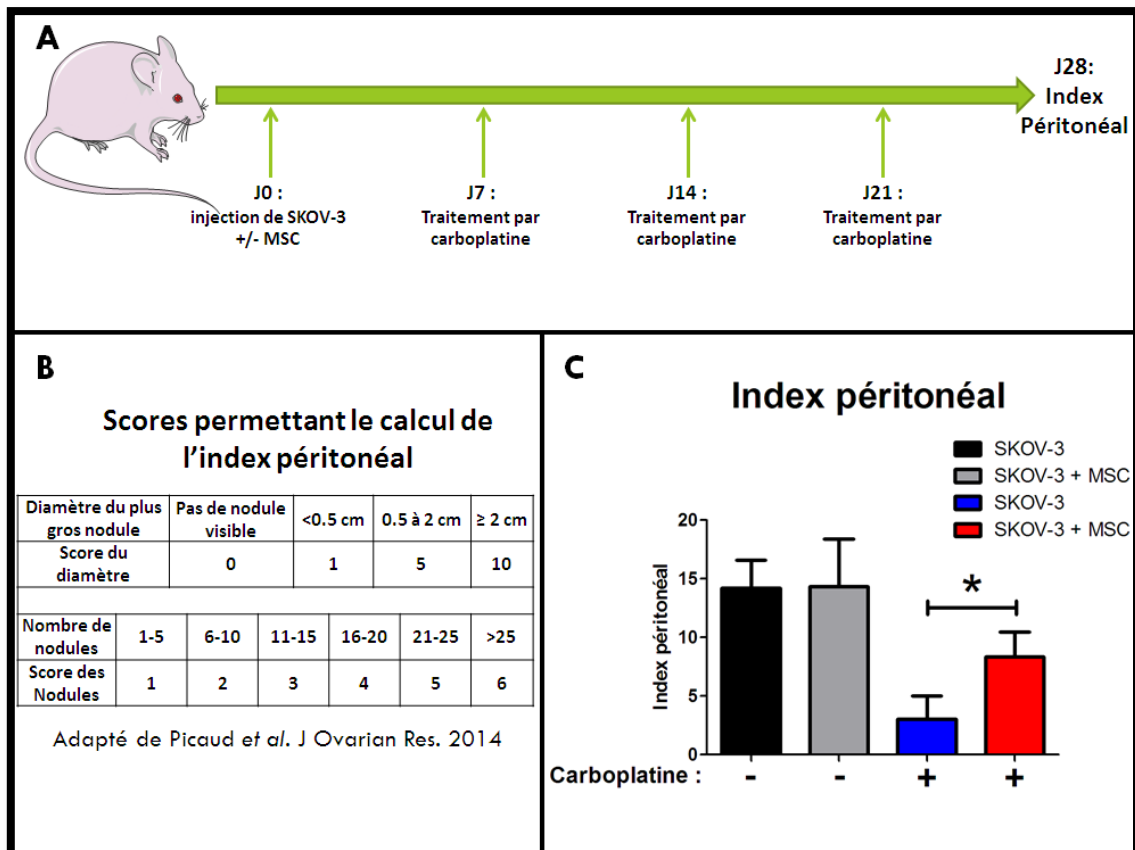 A
J28:
Index
Péritonéal
J0 :
injection de SKOV-3
+/- MSC
J7 :
Traitement par
carboplatine
J14 :
Traitement par
carboplatine
J21 :
Traitement par
carboplatine
B
Scores permettant le calcul de
l'index péritonéal
Diamètre du plus
gros nodule
Pas de nodule
visible
<0.5 cm
0.5 à 2 cm
≥ 2 cm
Score du
diamètre
0
1
5
10
Nombre de
nodules
1-5
6-10
11-15
16-20
21-25
>25
Score des
Nodules
1
2
3
4
5
6
Adapté de Picaud et al. J Ovarian Res. 2014
C
Index péritonéal
SKOV-3
SKOV-3 + MSC
SKOV-3
SKOV-3 + MSC
Index péritonéal
20
15
10
5
0
*
Carboplatine : - - + +